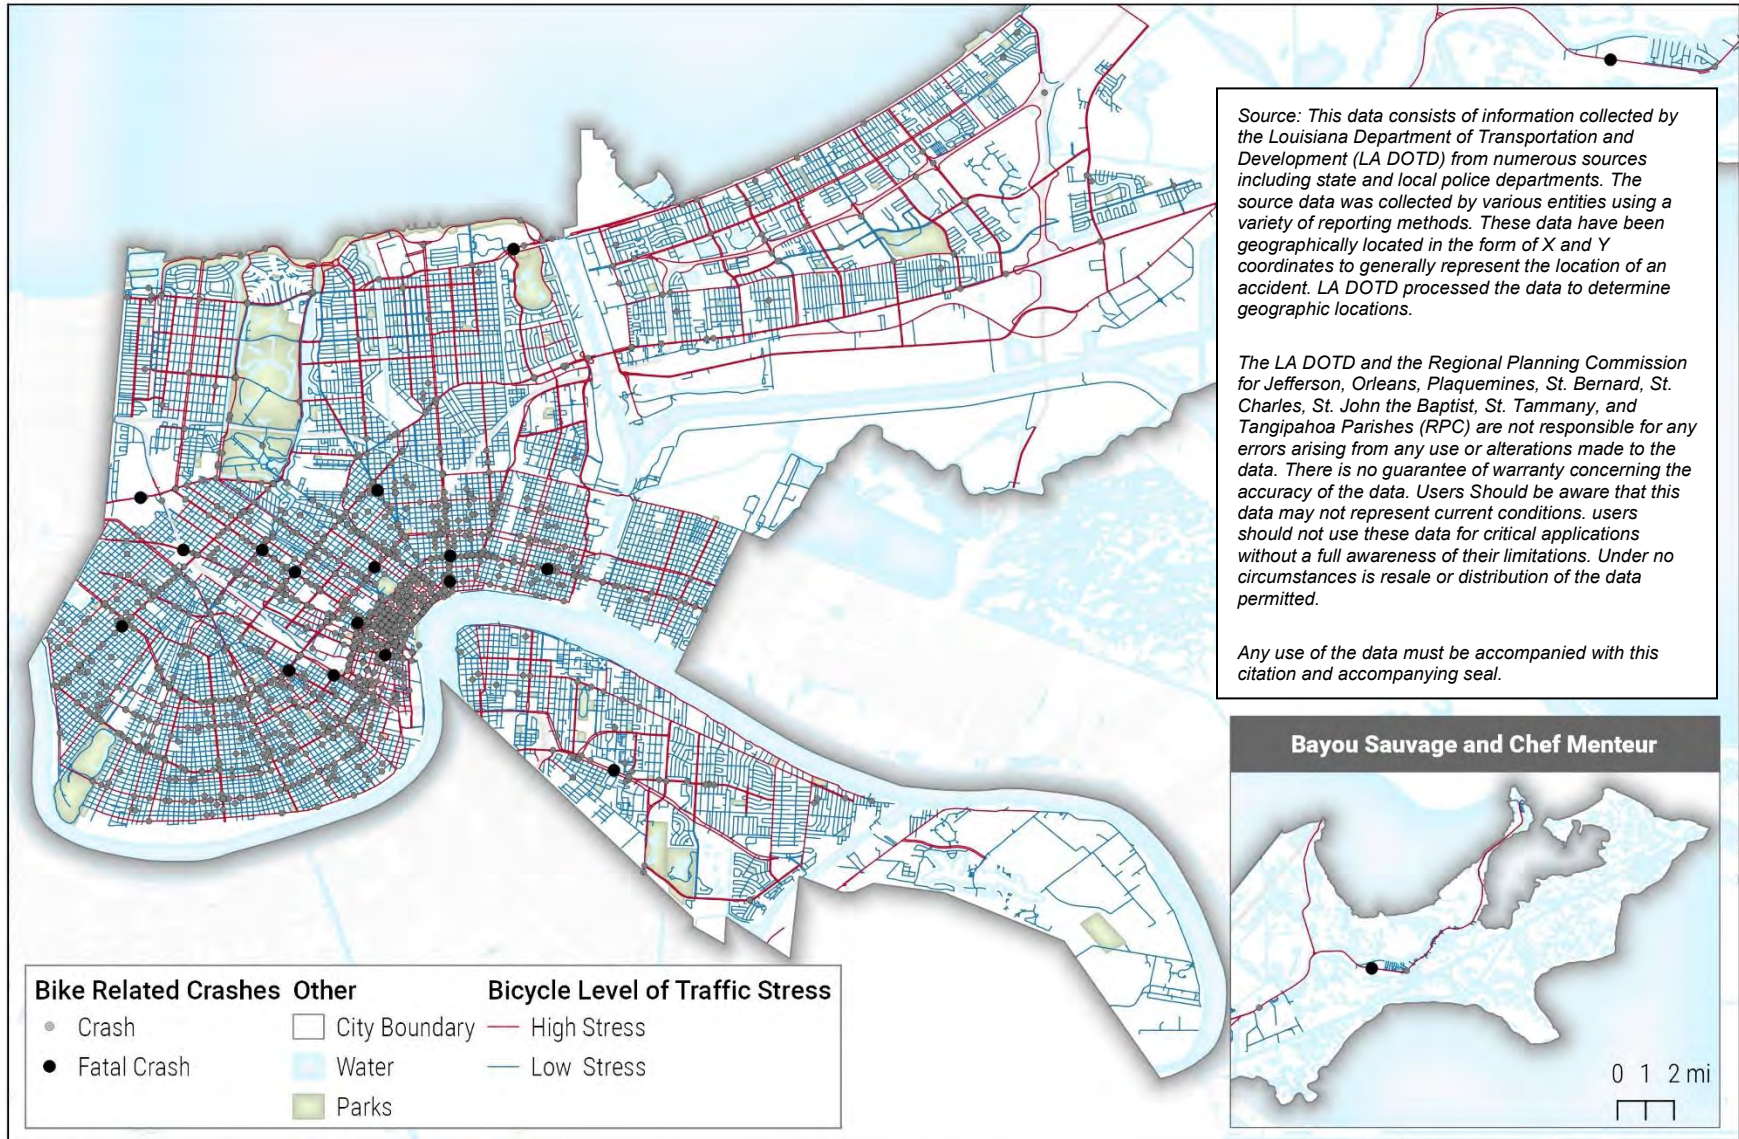 Source: This data consists of information collected by
the Louisiana Department of Transportation and
Development (LA DOTD) from numerous sources
including state and local police departments. The
source data was collected by various entities using a
variety of reporting methods. These data have been
geographically located in the form of X and Y
coordinates to generally represent the location of an
accident. LA DOTD processed the data to determine
geographic locations.
The LA DOTD and the Regional Planning Commission
for Jefferson, Orleans, Plaquemines, St. Bernard, St.
Charles, St. John the Baptist, St. Tammany, and
Tangipahoa Parishes (RPC) are not responsible for any
errors arising from any use or alterations made to the
data. There is no guarantee of warranty concerning the
accuracy of the data. Users Should be aware that this
data may not represent current conditions. users
should not use these data for critical applications
without a full awareness of their limitations. Under no
circumstances is resale or distribution of the data
permitted.
Any use of the data must be accompanied with this
citation and accompanying seal.
Bayou Sauvage and Chef Menteur
0 1 2 mi
Bike Related Crashes
Crash
Fatal Crash
Other
City Boundary
Water
Parks
Bicycle Level of Traffic Stress
High Stress
Low Stress